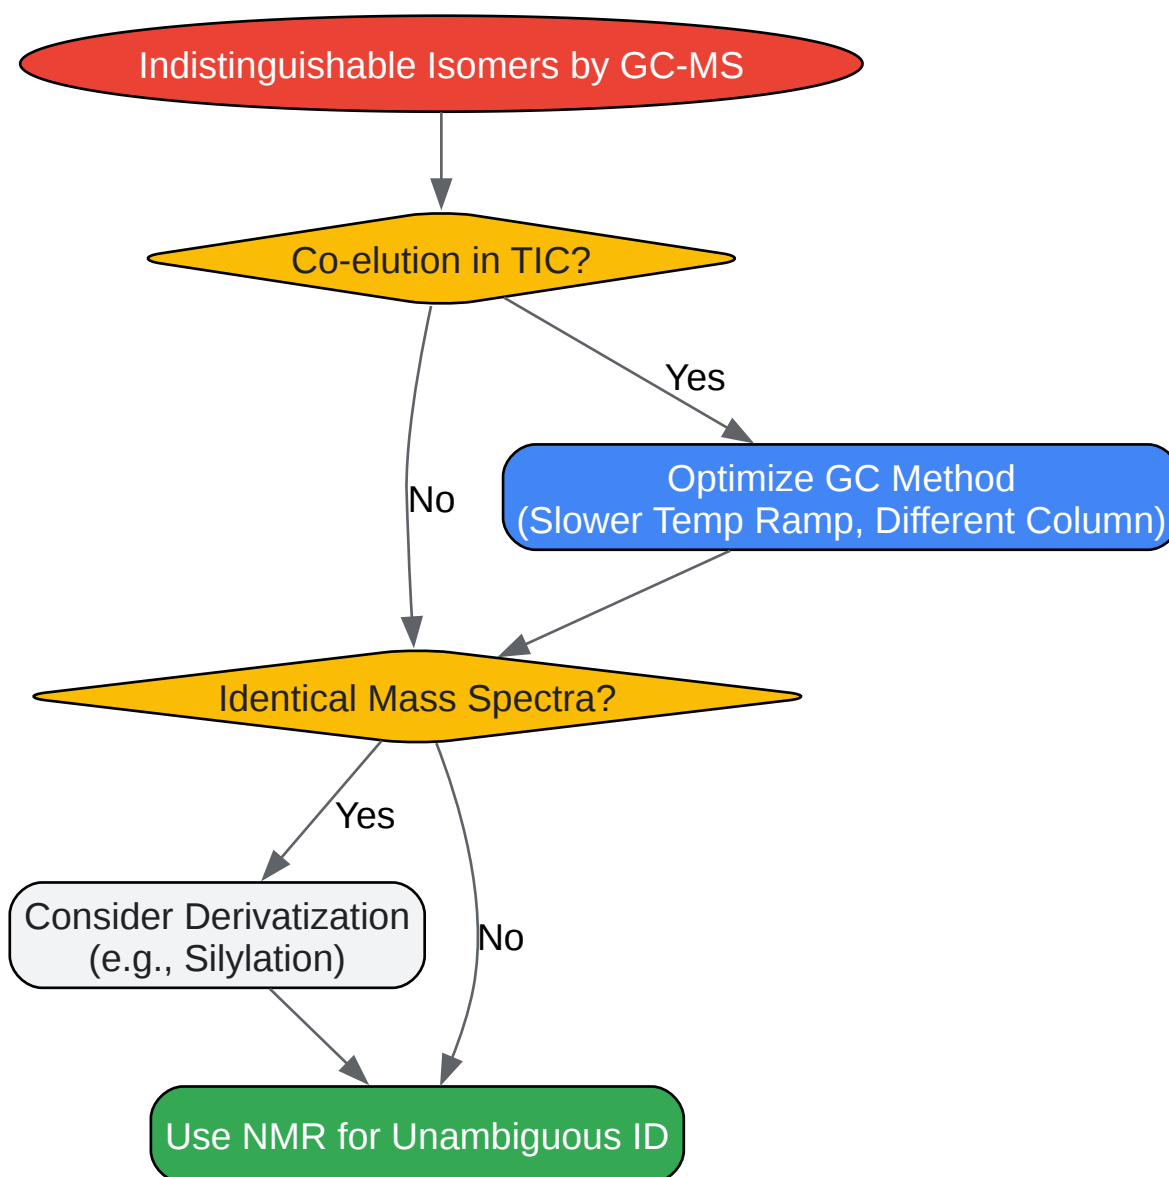 Indistinguishable Isomers by GC-MS
Co-elution in TIC?
Yes
No
Optimize GC Method
(Slower Temp Ramp, Different Column)
Identical Mass Spectra?
Yes
No
Consider Derivatization
(e.g., Silylation)
Use NMR for Unambiguous ID